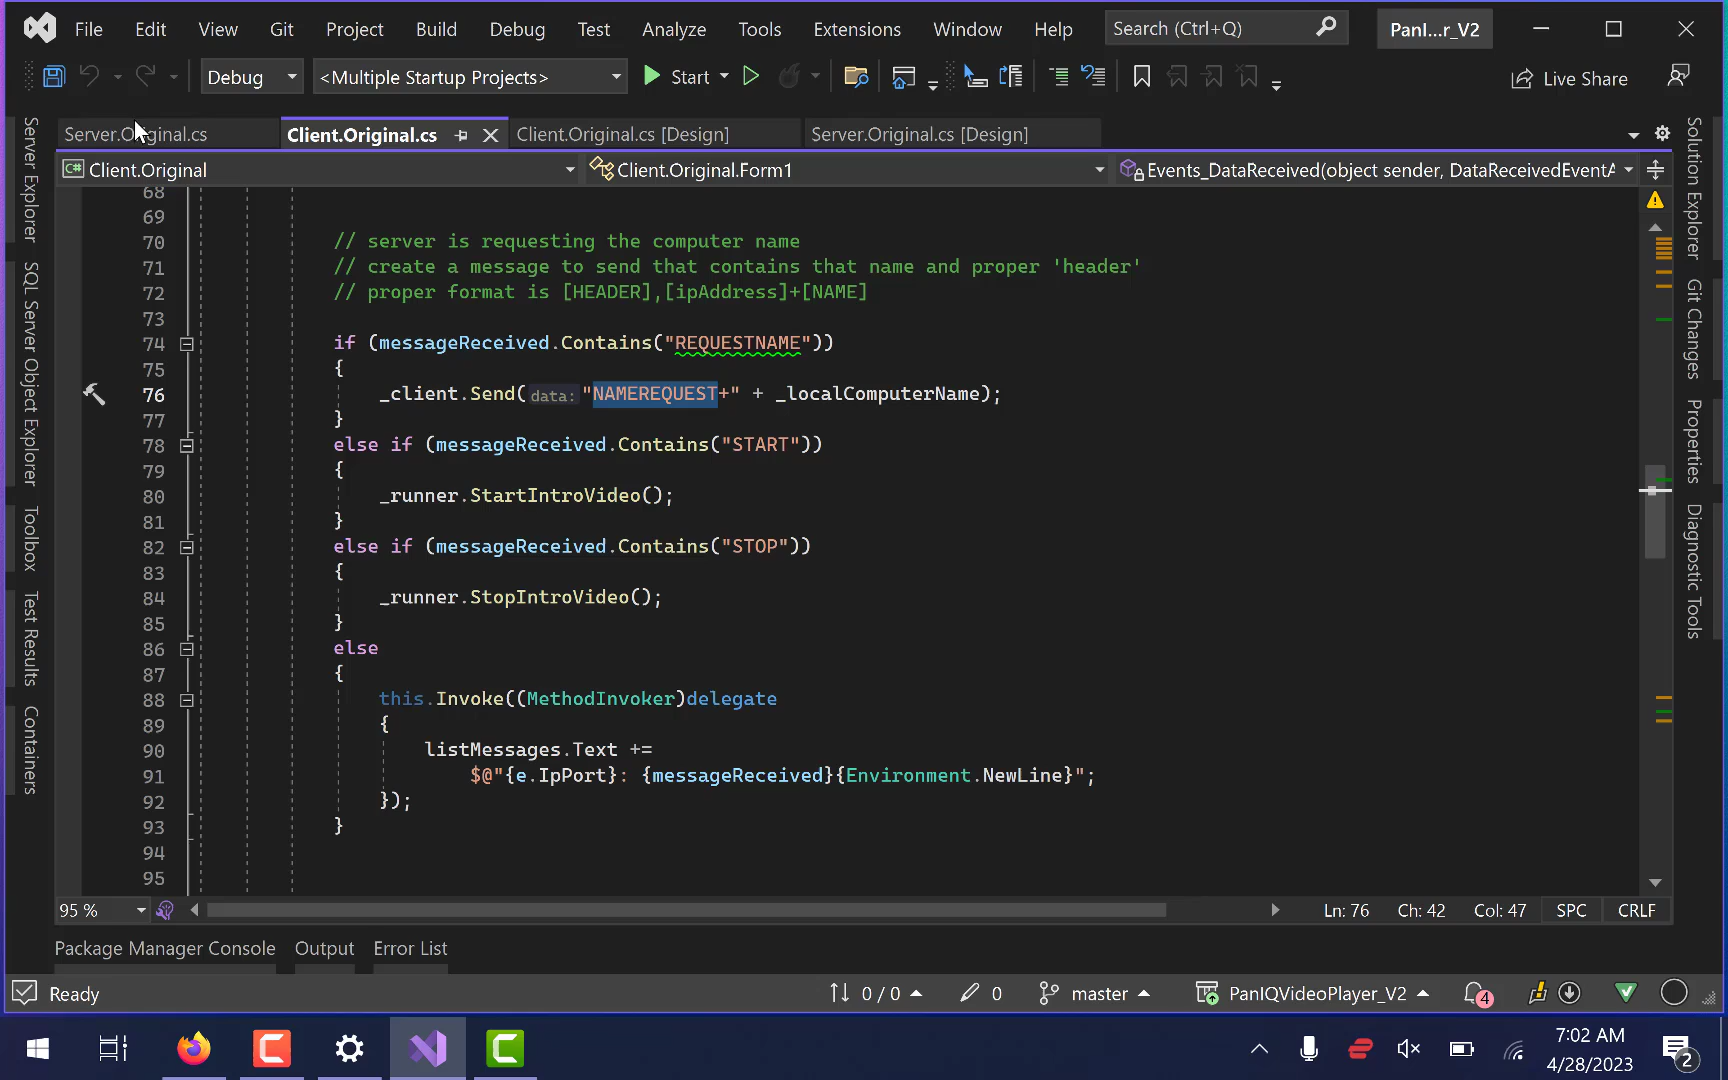 File Edit View Git Project Build Debug Test Analyze Tools Extensions Window Help Search (Ctrl+Q) PanI...r_V2
Debug <Multiple Startup Projects> Start Live Share
Server.Original.cs Client.Original.cs Client.Original.cs [Design] Server.Original.cs [Design]
C# Client.Original Client.Original.Form1 Events_DataReceived(object sender, DataReceivedEventA
Server Explorer
SQL Server Object Explorer
Toolbox
Test Results
Containers
68
69
70 // server is requesting the computer name
71 // create a message to send that contains that name and proper 'header'
72 // proper format is [HEADER],[ipAddress]+[NAME]
73
74 if (messageReceived.Contains("REQUESTNAME"))
75 {
76 _client.Send(data: "NAMEREQUEST+" + _localComputerName);
77 }
78 else if (messageReceived.Contains("START"))
79 {
80 _runner.StartIntroVideo();
81 }
82 else if (messageReceived.Contains("STOP"))
83 {
84 _runner.StopIntroVideo();
85 }
86 else
87 {
88 this.Invoke((MethodInvoker)delegate
89 {
90 listMessages.Text +=
91 $@"{e.IpPort}: {messageReceived}{Environment.NewLine}";
92 });
93 }
94
95
Solution Explorer
Git Changes
Properties
Diagnostic Tools
95 % Ln: 76 Ch: 42 Col: 47 SPC CRLF
Package Manager Console Output Error List
Ready 0 / 0 0 master PanIQVideoPlayer_V2 4
7:02 AM
4/28/2023 2